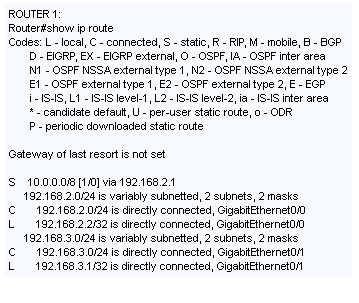 ROUTER 1:
Router#show ip route
Codes: L - local, C - connected, S - static, R - RIP, M - mobile, B - BGP
D - EIGRP, EX - EIGRP external, O - OSPF, IA - OSPF inter area
N1 - OSPF NSSA external type 1, N2 - OSPF NSSA external type 2
E1 - OSPF external type 1, E2 - OSPF external type 2, E - EGP
i - IS-IS, L1 - IS-IS level-1, L2 - IS-IS level-2, ia - IS-IS inter area
* - candidate default, U - per-user static route, o - ODR
P - periodic downloaded static route
Gateway of last resort is not set
S 10.0.0.0/8 [1/0] via 192.168.2.1
192.168.2.0/24 is variably subnetted, 2 subnets, 2 masks
C 192.168.2.0/24 is directly connected, GigabitEthernet0/0
L 192.168.2.2/32 is directly connected, GigabitEthernet0/0
192.168.3.0/24 is variably subnetted, 2 subnets, 2 masks
C 192.168.3.0/24 is directly connected, GigabitEthernet0/1
L 192.168.3.1/32 is directly connected, GigabitEthernet0/1